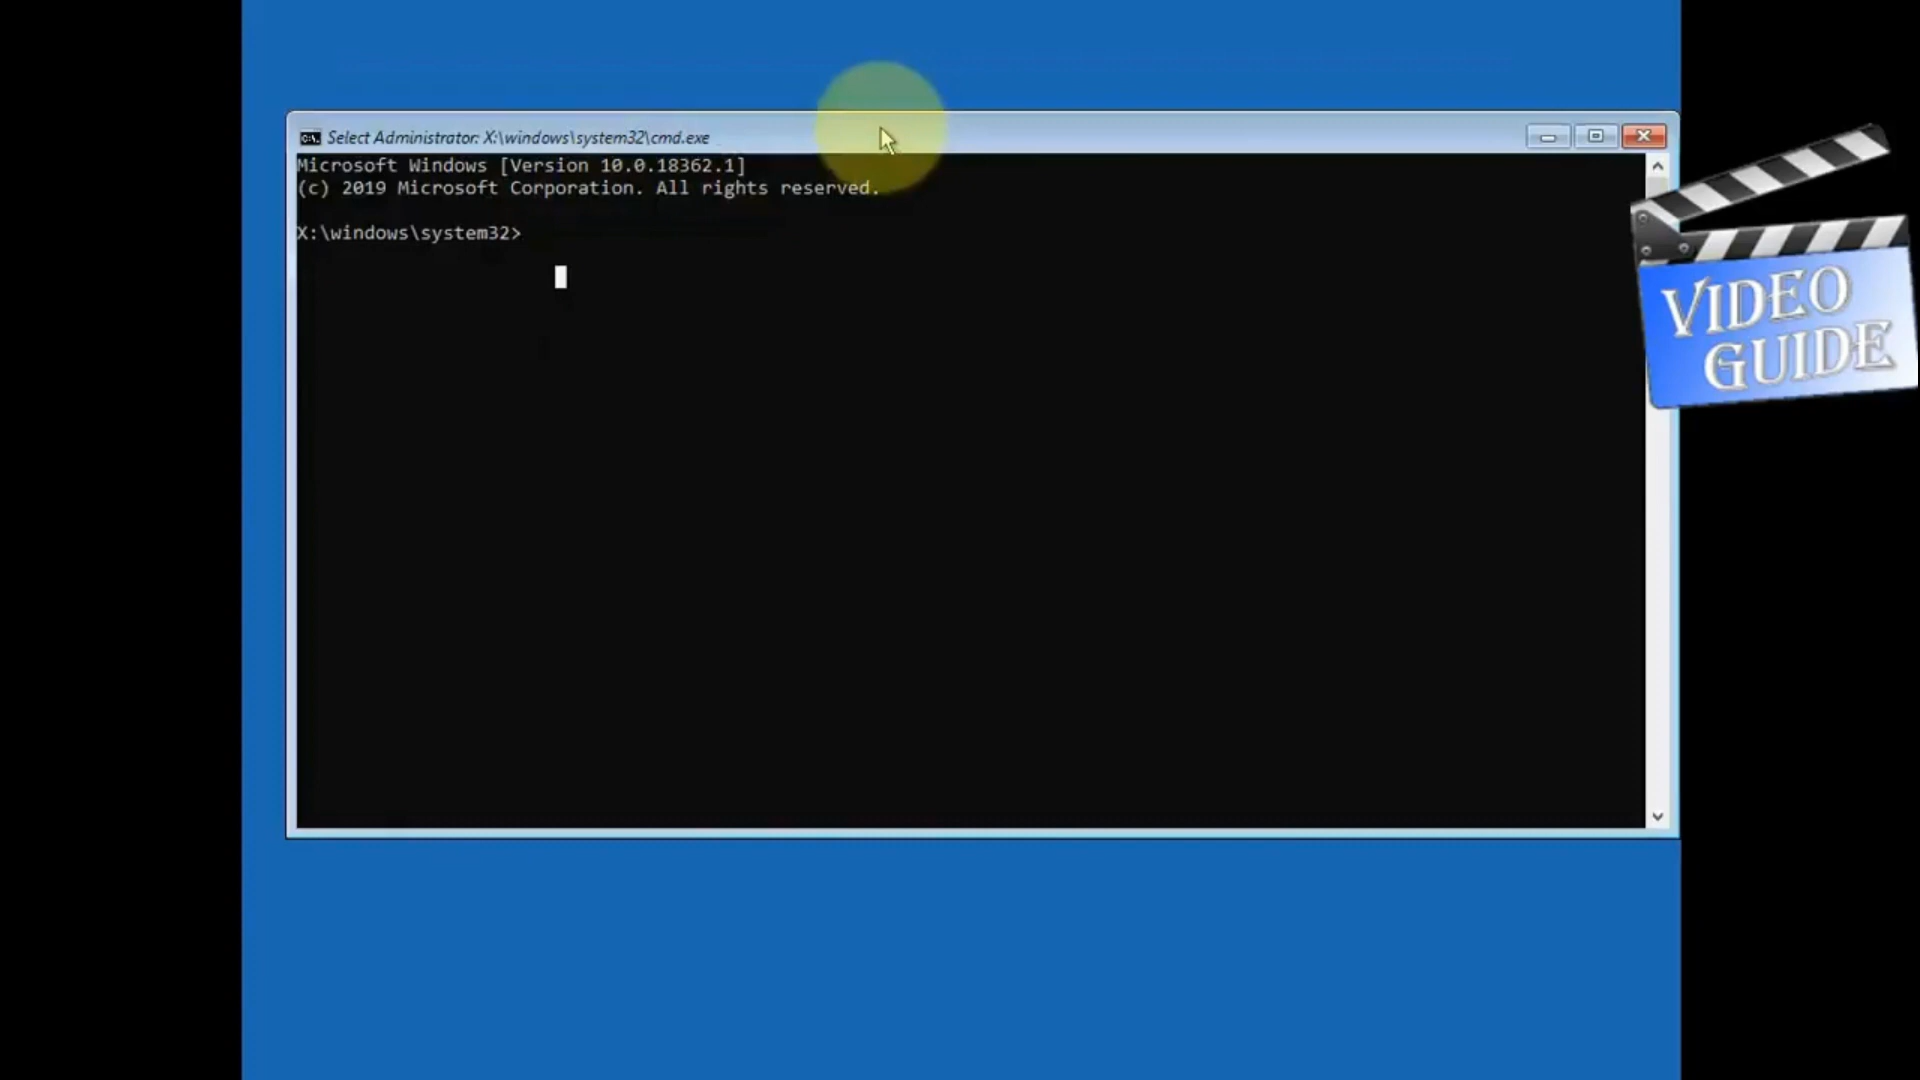 Select Administrator: X:\windows\system32\cmd.exe
Microsoft Windows [Version 10.0.18362.1]
(c) 2019 Microsoft Corporation. All rights reserved.
X:\windows\system32>
VIDEO
GUIDE